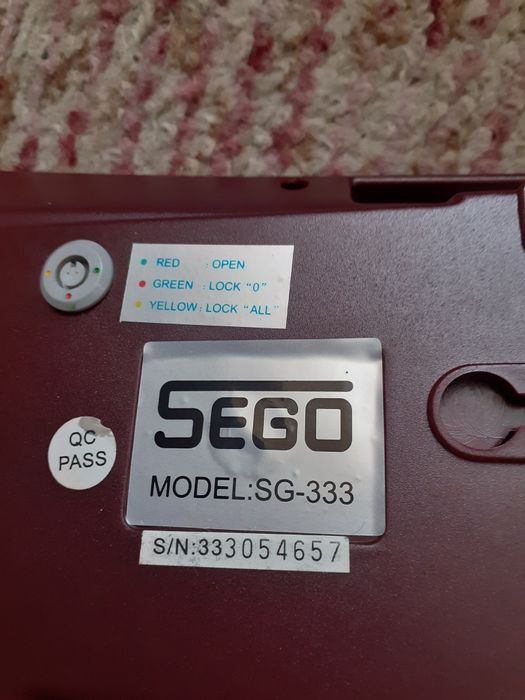 RED : OPEN
GREEN : LOCK "0"
YELLOW : LOCK "ALL"
SEGO
MODEL:SG-333
QC
PASS
S/N:333054657